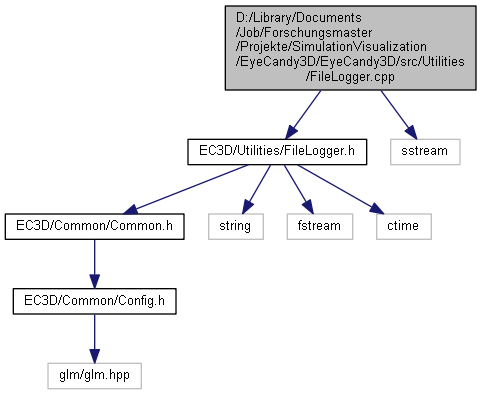 D:/Library/Documents
/Job/Forschungsmaster
/Projekte/SimulationVisualization
/EyeCandy3D/EyeCandy3D/src/Utilities
/FileLogger.cpp
EC3D/Utilities/FileLogger.h
sstream
EC3D/Common/Common.h
string
fstream
ctime
EC3D/Common/Config.h
glm/glm.hpp